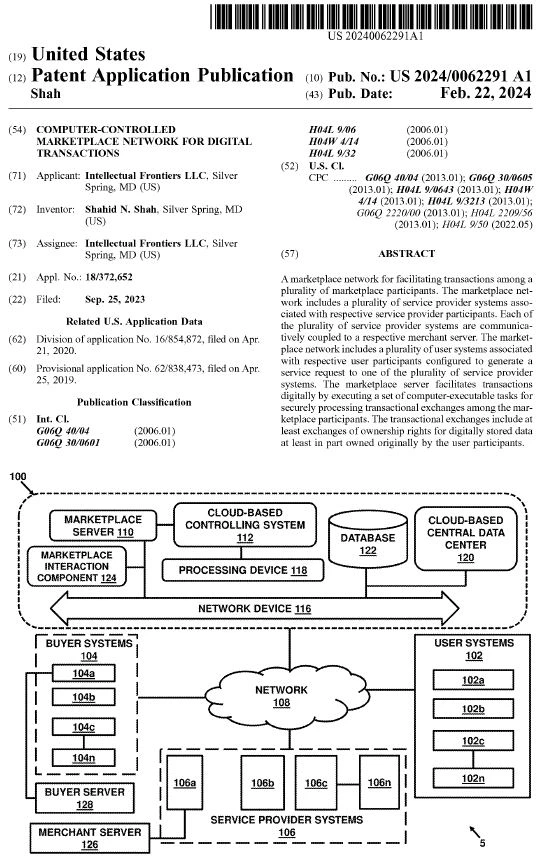 US 20240062291A1
(19) United States
(12) Patent Application Publication (10) Pub. No.: US 2024/0062291 A1
Shah (43) Pub. Date: Feb. 22, 2024
(54) COMPUTER-CONTROLLED
MARKETPLACE NETWORK FOR DIGITAL
TRANSACTIONS
(71) Applicant: Intellectual Frontiers LLC, Silver
Spring, MD (US)
(72) Inventor: Shahid N. Shah, Silver Spring, MD
(US)
(73) Assignee: Intellectual Frontiers LLC, Silver
Spring, MD (US)
(21) Appl. No.: 18/372,652
(22) Filed: Sep. 25, 2023
Related U.S. Application Data
(62) Division of application No. 16/854,872, filed on Apr.
21, 2020.
(60) Provisional application No. 62/838,473, filed on Apr.
25, 2019.
Publication Classification
(51) Int. Cl.
G06Q 40/04 (2006.01)
G06Q 30/0601 (2006.01)
H04L 9/06 (2006.01)
H04W 4/14 (2006.01)
H04L 9/32 (2006.01)
(52) U.S. Cl.
CPC ......... G06Q 40/04 (2013.01); G06Q 30/0605
(2013.01); H04L 9/0643 (2013.01); H04W
4/14 (2013.01); H04L 9/3213 (2013.01);
G06Q 2220/00 (2013.01); H04L 2209/56
(2013.01); H04L 9/50 (2022.05)
(57) ABSTRACT
A marketplace network for facilitating transactions among a
plurality of marketplace participants. The marketplace net-
work includes a plurality of service provider systems asso-
ciated with respective service provider participants. Each of
the plurality of service provider systems are communica-
tively coupled to a respective merchant server. The market-
place network includes a plurality of user systems associated
with respective user participants configured to generate a
service request to one of the plurality of service provider
systems. The marketplace server facilitates transactions
digitally by executing a set of computer-executable tasks for
securely processing transactional exchanges among the mar-
ketplace participants. The transactional exchanges include at
least exchanges of ownership rights for digitally stored data
at least in part owned originally by the user participants.
100
MARKETPLACE
SERVER 110
CLOUD-BASED
CONTROLLING SYSTEM
112
DATABASE
122
CLOUD-BASED
CENTRAL DATA
CENTER
120
MARKETPLACE
INTERACTION
COMPONENT 124
PROCESSING DEVICE 118
NETWORK DEVICE 116
BUYER SYSTEMS
104
104a
104b
104c
104n
NETWORK
108
USER SYSTEMS
102
102a
102b
102c
102n
BUYER SERVER
128
106a
106b
106c
106n
SERVICE PROVIDER SYSTEMS
106
MERCHANT SERVER
126
5